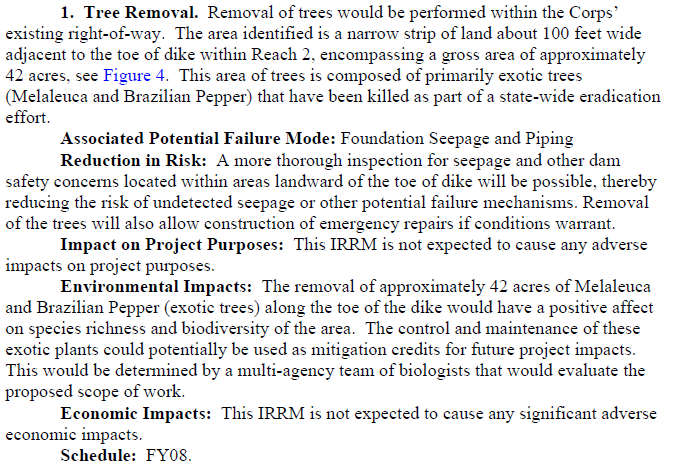 1. Tree Removal. Removal of trees would be performed within the Corps’
existing right-of-way. The area identified is a narrow strip of land about 100 feet wide
adjacent to the toe of dike within Reach 2, encompassing a gross area of approximately
42 acres, see Figure 4. This area of trees is composed of primarily exotic trees
(Melaleuca and Brazilian Pepper) that have been killed as part of a state-wide eradication
effort.
Associated Potential Failure Mode: Foundation Seepage and Piping
Reduction in Risk: A more thorough inspection for seepage and other dam
safety concerns located within areas landward of the toe of dike will be possible, thereby
reducing the risk of undetected seepage or other potential failure mechanisms. Removal
of the trees will also allow construction of emergency repairs if conditions warrant.
Impact on Project Purposes: This IRRM is not expected to cause any adverse
impacts on project purposes.
Environmental Impacts: The removal of approximately 42 acres of Melaleuca
and Brazilian Pepper (exotic trees) along the toe of the dike would have a positive affect
on species richness and biodiversity of the area. The control and maintenance of these
exotic plants could potentially be used as mitigation credits for future project impacts.
This would be determined by a multi-agency team of biologists that would evaluate the
proposed scope of work.
Economic Impacts: This IRRM is not expected to cause any significant adverse
economic impacts.
Schedule: FY08.